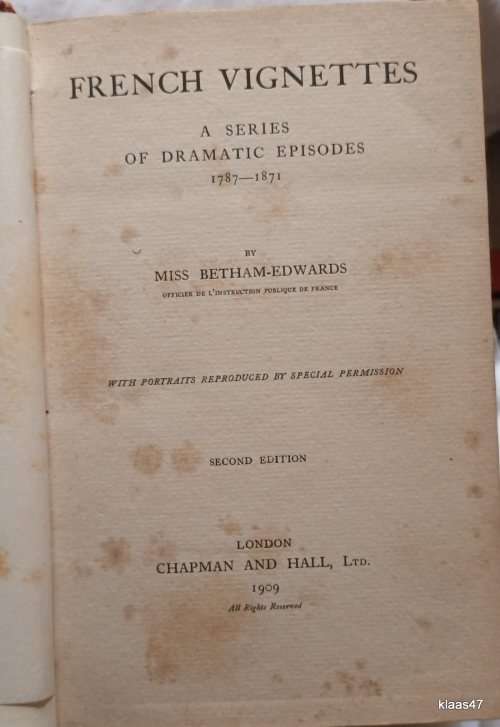 FRENCH VIGNETTES
A SERIES
OF DRAMATIC EPISODES
1787—1871
BY
MISS BETHAM-EDWARDS
OFFICIER DE L'INSTRUCTION PUBLIQUE DE FRANCE
WITH PORTRAITS REPRODUCED BY SPECIAL PERMISSION
SECOND EDITION
LONDON
CHAPMAN AND HALL, LTD.
1909
All Rights Reserved
klaas47